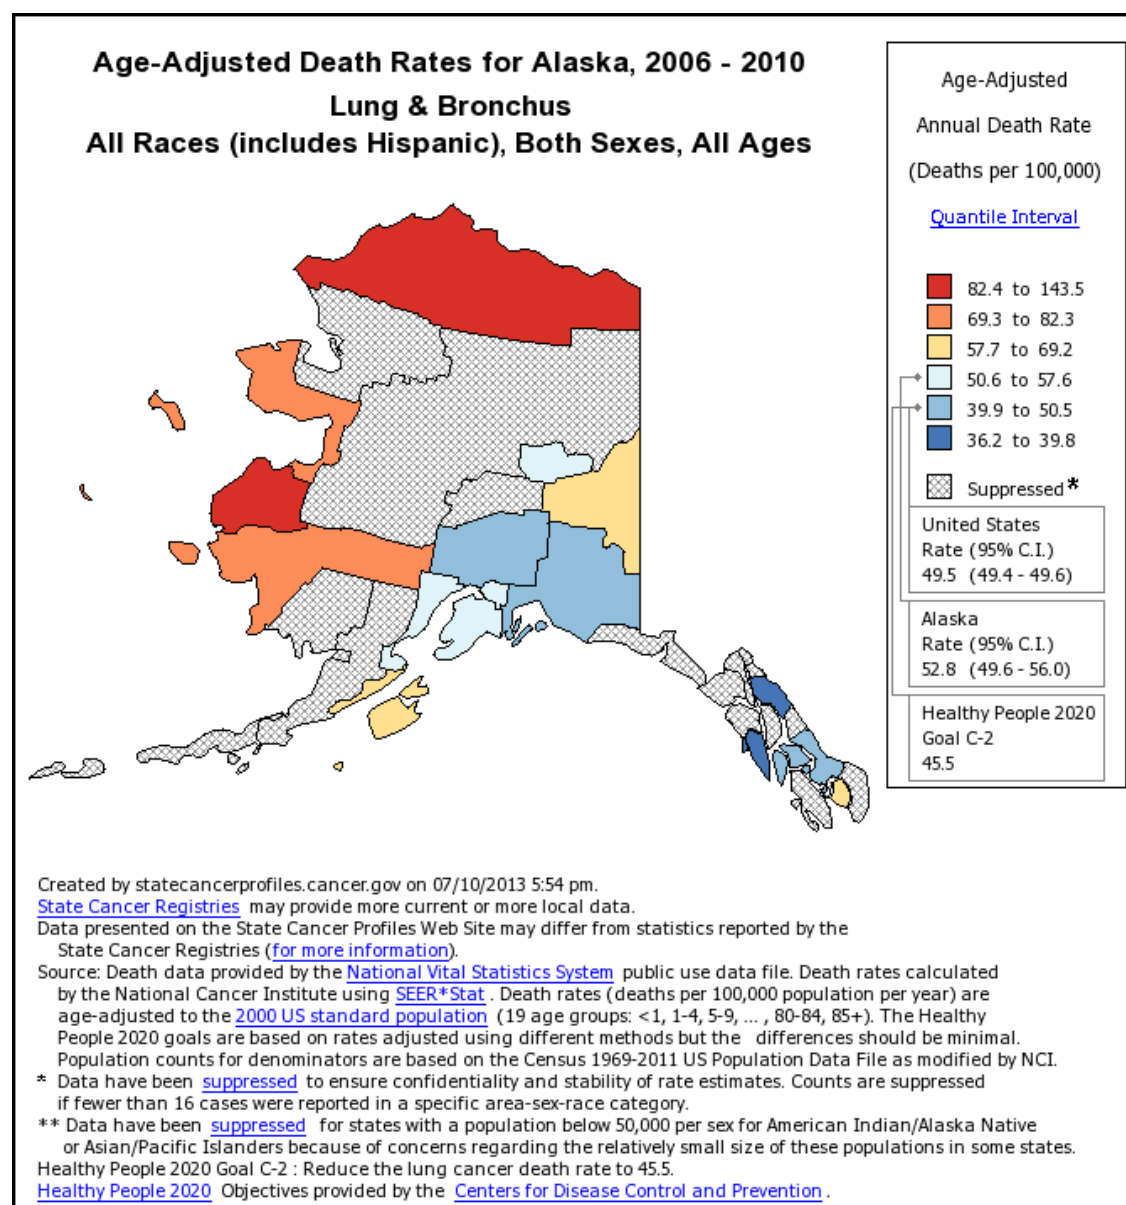 Age-Adjusted Death Rates for Alaska, 2006 - 2010
Lung & Bronchus
All Races (includes Hispanic), Both Sexes, All Ages
Age-Adjusted
Annual Death Rate
(Deaths per 100,000)
Quantile Interval
82.4 to 143.5
69.3 to 82.3
57.7 to 69.2
50.6 to 57.6
39.9 to 50.5
36.2 to 39.8
Suppressed*
United States
Rate (95% C.I.)
49.5 (49.4 - 49.6)
Alaska
Rate (95% C.I.)
52.8 (49.6 - 56.0)
Healthy People 2020
Goal C-2
45.5
Created by statecancerprofiles.cancer.gov on 07/10/2013 5:54 pm.
State Cancer Registries may provide more current or more local data.
Data presented on the State Cancer Profiles Web Site may differ from statistics reported by the
State Cancer Registries (for more information).
Source: Death data provided by the National Vital Statistics System public use data file. Death rates calculated
by the National Cancer Institute using SEER*Stat . Death rates (deaths per 100,000 population per year) are
age-adjusted to the 2000 US standard population (19 age groups: <1, 1-4, 5-9, ... , 80-84, 85+). The Healthy
People 2020 goals are based on rates adjusted using different methods but the differences should be minimal.
Population counts for denominators are based on the Census 1969-2011 US Population Data File as modified by NCI.
* Data have been suppressed to ensure confidentiality and stability of rate estimates. Counts are suppressed
if fewer than 16 cases were reported in a specific area-sex-race category.
** Data have been suppressed for states with a population below 50,000 per sex for American Indian/Alaska Native
or Asian/Pacific Islanders because of concerns regarding the relatively small size of these populations in some states.
Healthy People 2020 Goal C-2 : Reduce the lung cancer death rate to 45.5.
Healthy People 2020 Objectives provided by the Centers for Disease Control and Prevention .